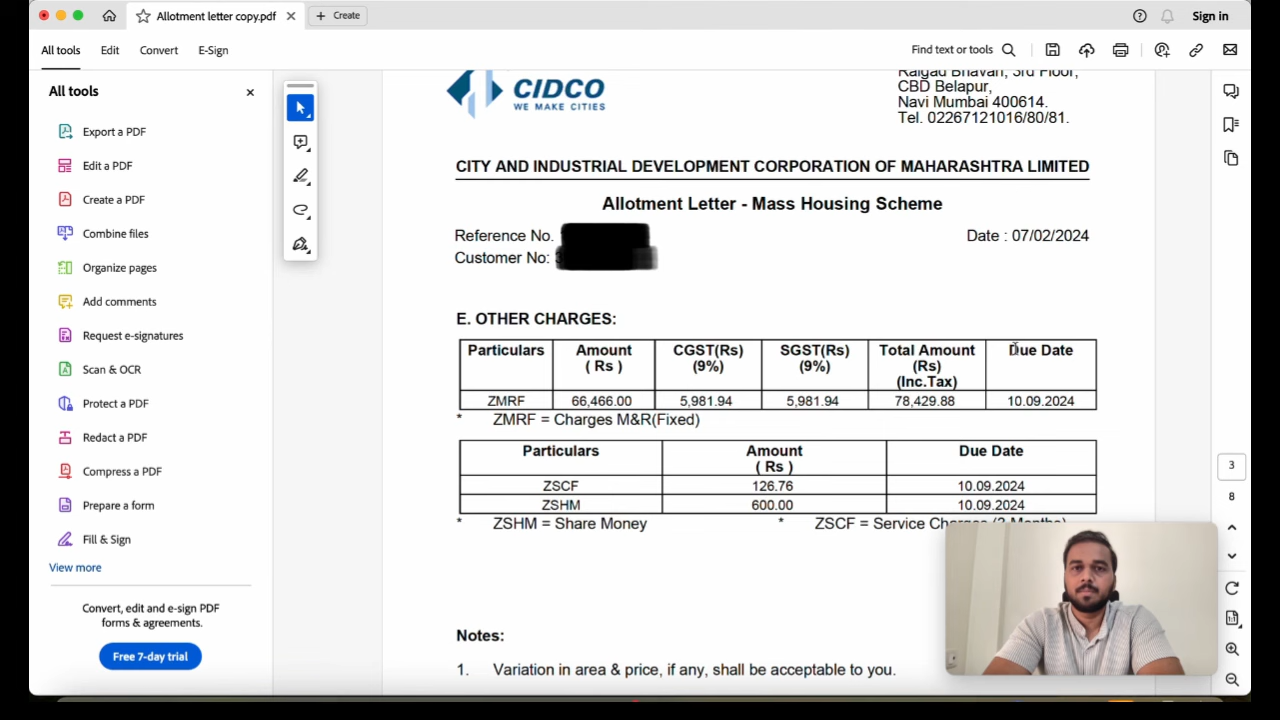 Allotment letter copy.pdf
Create
Sign in
All tools
Edit
Convert
E-Sign
Find text or tools
All tools
Export a PDF
Edit a PDF
Create a PDF
Combine files
Organize pages
Add comments
Request e-signatures
Scan & OCR
Protect a PDF
Redact a PDF
Compress a PDF
Prepare a form
Fill & Sign
View more
Convert, edit and e-sign PDF
forms & agreements.
Free 7-day trial
CIDCO
WE MAKE CITIES
Raigad Bhavan, 3rd Floor,
CBD Belapur,
Navi Mumbai 400614.
Tel. 02267121016/80/81.
CITY AND INDUSTRIAL DEVELOPMENT CORPORATION OF MAHARASHTRA LIMITED
Allotment Letter - Mass Housing Scheme
Reference No.
Date : 07/02/2024
Customer No:
E. OTHER CHARGES:
Particulars Amount ( Rs ) CGST(Rs) (9%) SGST(Rs) (9%) Total Amount (Rs) (Inc.Tax) Due Date
ZMRF 66,466.00 5,981.94 5,981.94 78,429.88 10.09.2024
* ZMRF = Charges M&R(Fixed)
Particulars Amount ( Rs ) Due Date
ZSCF 126.76 10.09.2024
ZSHM 600.00 10.09.2024
* ZSHM = Share Money * ZSCF = Service Charges (3 Months)
Notes:
1. Variation in area & price, if any, shall be acceptable to you.
3
8